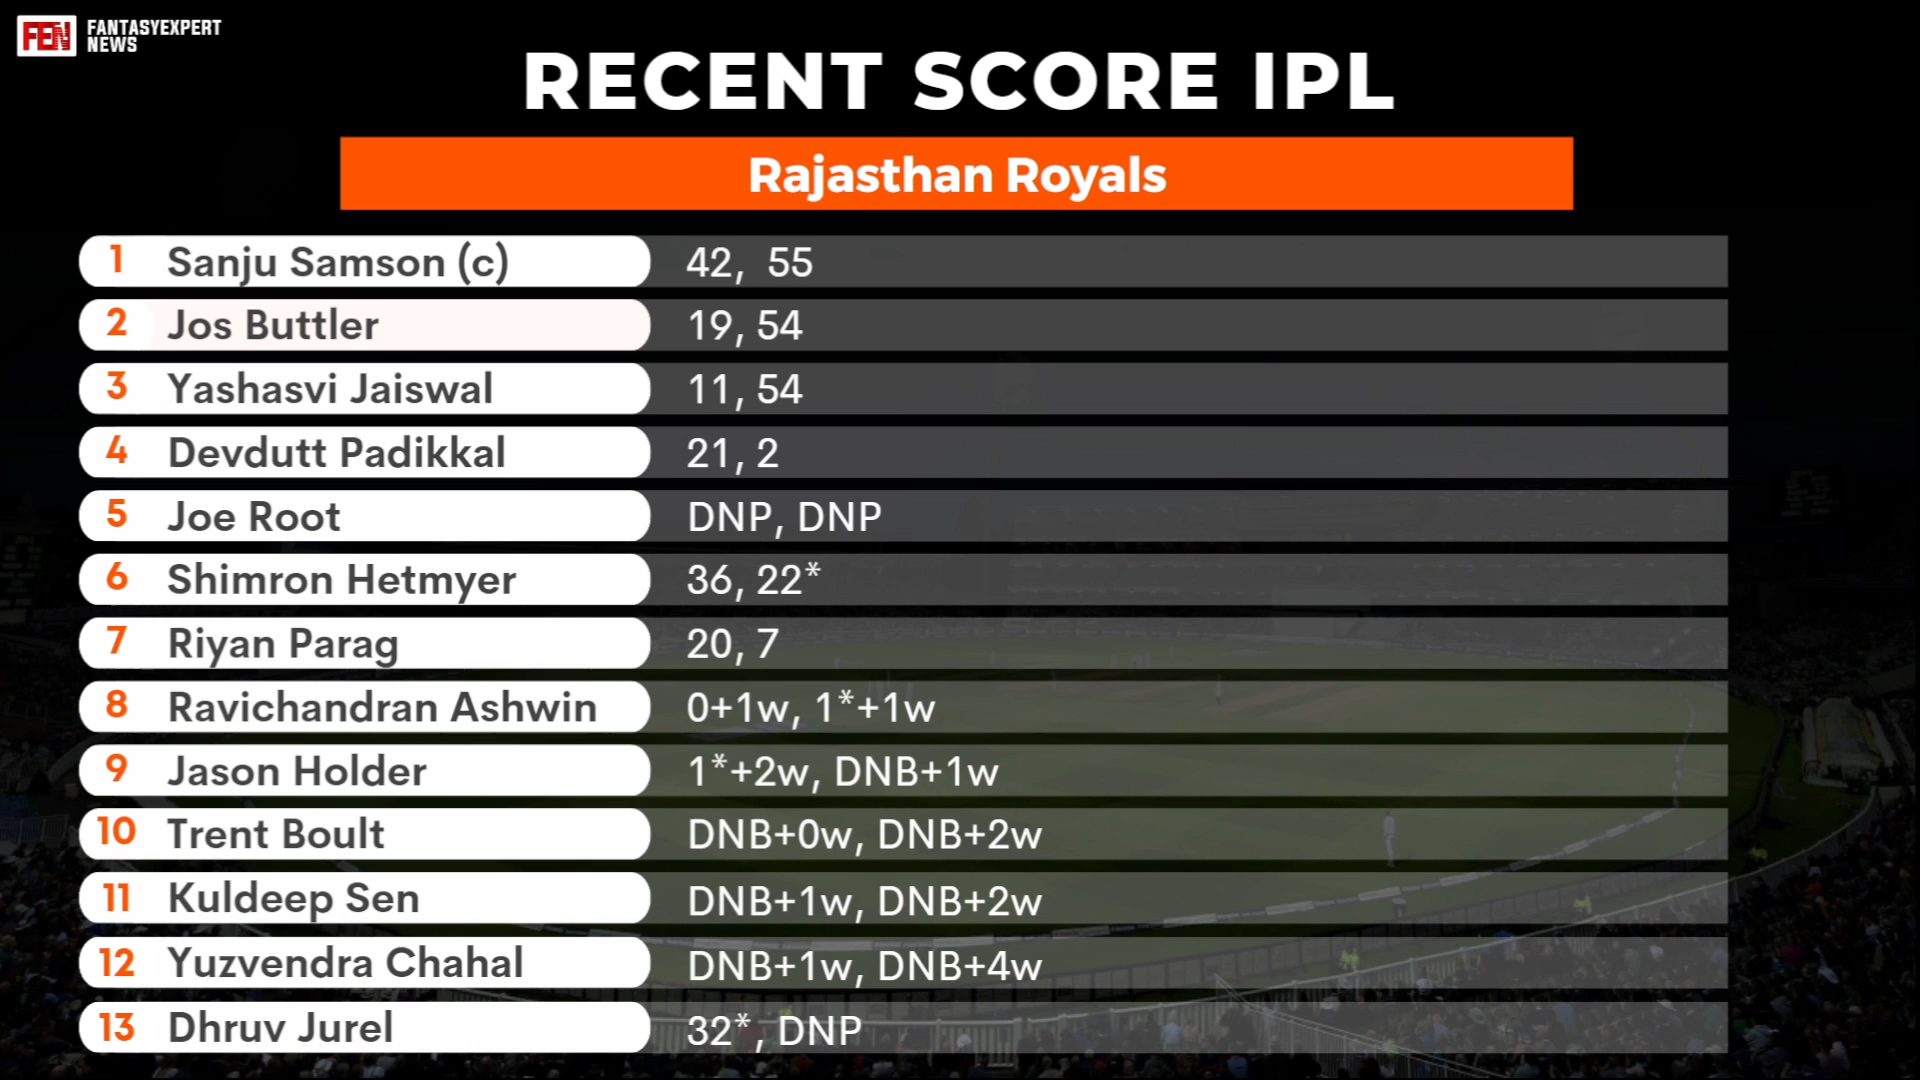 FEN FANTASYEXPERT
NEWS
RECENT SCORE IPL
Rajasthan Royals
1 Sanju Samson (c) 42, 55
2 Jos Buttler 19, 54
3 Yashasvi Jaiswal 11, 54
4 Devdutt Padikkal 21, 2
5 Joe Root DNP, DNP
6 Shimron Hetmyer 36, 22*
7 Riyan Parag 20, 7
8 Ravichandran Ashwin 0+1w, 1*+1w
9 Jason Holder 1*+2w, DNB+1w
10 Trent Boult DNB+0w, DNB+2w
11 Kuldeep Sen DNB+1w, DNB+2w
12 Yuzvendra Chahal DNB+1w, DNB+4w
13 Dhruv Jurel 32*, DNP